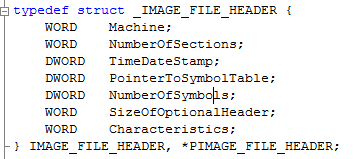 typedef struct _IMAGE_FILE_HEADER {
    WORD    Machine;
    WORD    NumberOfSections;
    DWORD   TimeDateStamp;
    DWORD   PointerToSymbolTable;
    DWORD   NumberOfSymbols;
    WORD    SizeOfOptionalHeader;
    WORD    Characteristics;
} IMAGE_FILE_HEADER, *PIMAGE_FILE_HEADER;